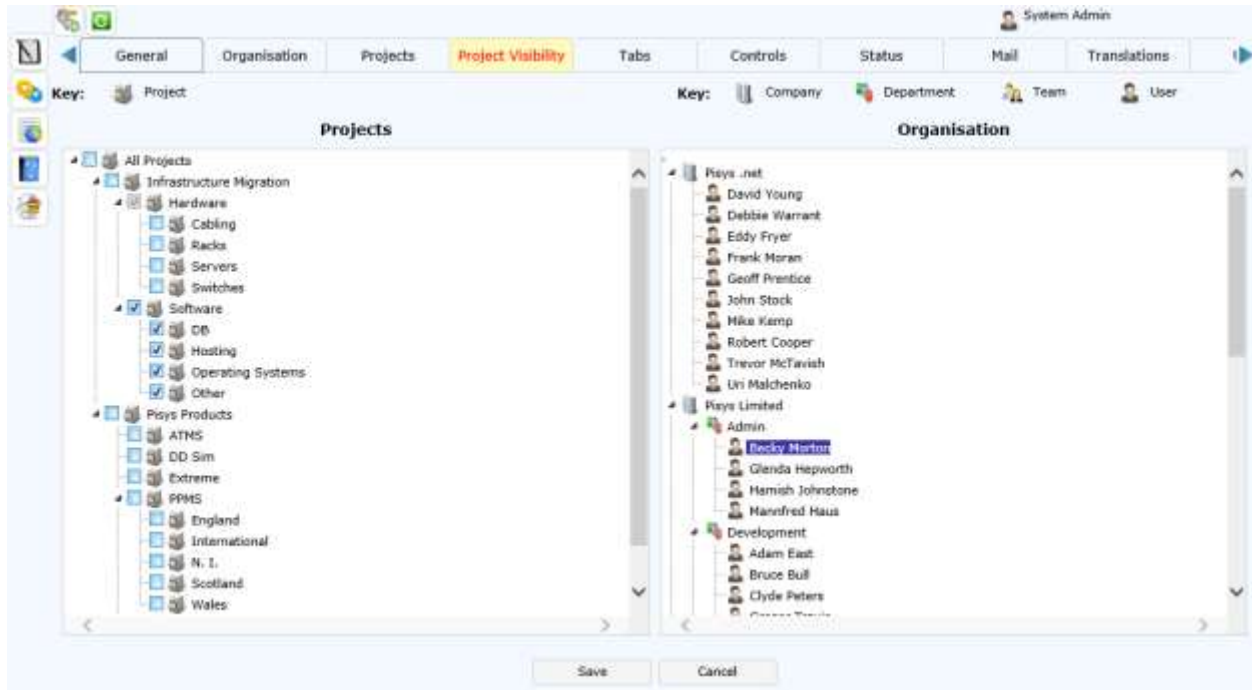 System Admin
General Organisation Projects Project Visibility Tabs Controls Status Mail Translations
Key: Project Key: Company Department Team User
Projects
All Projects
Infrastructure Migration
Hardware
Cabling
Racks
Servers
Switches
Software
DB
Hosting
Operating Systems
Other
Pisys Products
ATMS
DD Sim
Extreme
PPMS
England
International
N. I.
Scotland
Wales
Organisation
Pisys .net
David Young
Debbie Warrant
Eddy Fryer
Frank Moran
Geoff Prentice
John Stock
Mike Kemp
Robert Cooper
Trevor McTavish
Uri Malchenko
Pisys Limited
Admin
Becky Morton
Glenda Hepworth
Hamish Johnstone
Mannfred Haus
Development
Adam East
Bruce Bull
Clyde Peters
Save Cancel